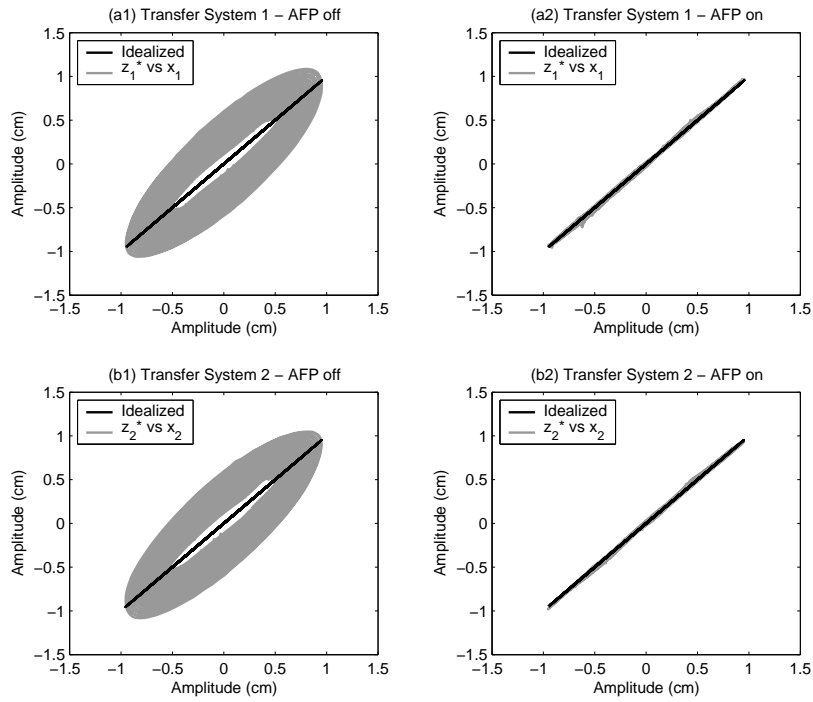 (a1) Transfer System 1 − AFP off
1.5
1
0.5
0
−0.5
−1
−1.5
Amplitude (cm)
Idealized
z1* vs x1
−1.5 −1 −0.5 0 0.5 1 1.5
Amplitude (cm)
(a2) Transfer System 1 − AFP on
1.5
1
0.5
0
−0.5
−1
−1.5
Amplitude (cm)
Idealized
z1* vs x1
−1.5 −1 −0.5 0 0.5 1 1.5
Amplitude (cm)
(b1) Transfer System 2 − AFP off
1.5
1
0.5
0
−0.5
−1
−1.5
Amplitude (cm)
Idealized
z2* vs x2
−1.5 −1 −0.5 0 0.5 1 1.5
Amplitude (cm)
(b2) Transfer System 2 − AFP on
1.5
1
0.5
0
−0.5
−1
−1.5
Amplitude (cm)
Idealized
z2* vs x2
−1.5 −1 −0.5 0 0.5 1 1.5
Amplitude (cm)